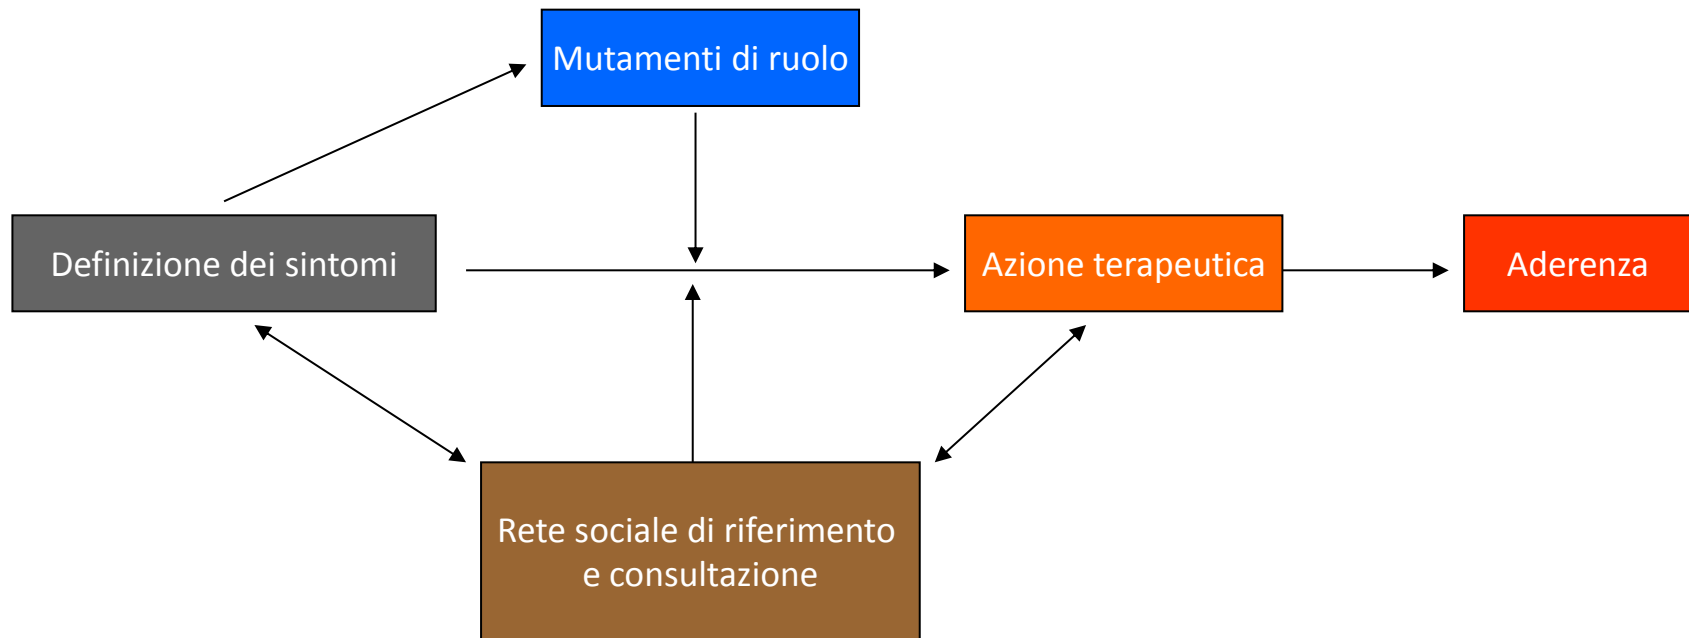 Mutamenti di ruolo
Definizione dei sintomi
Azione terapeutica
Aderenza
Rete sociale di riferimento
e consultazione